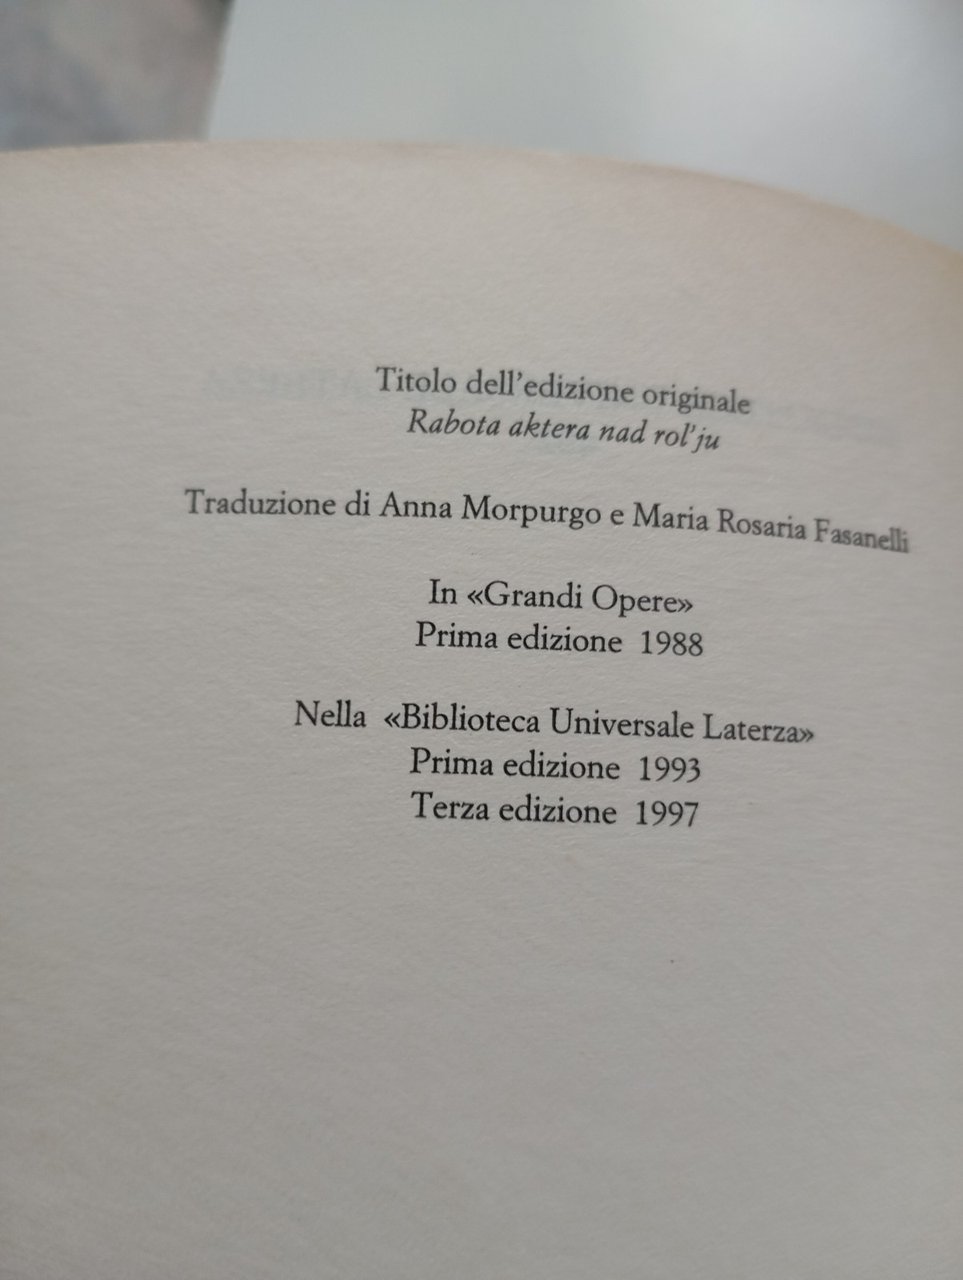 Titolo dell'edizione originale
Rabota aktera nad rol'ju
Traduzione di Anna Morpurgo e Maria Rosaria Fasanelli
In «Grandi Opere»
Prima edizione 1988
Nella «Biblioteca Universale Laterza»
Prima edizione 1993
Terza edizione 1997